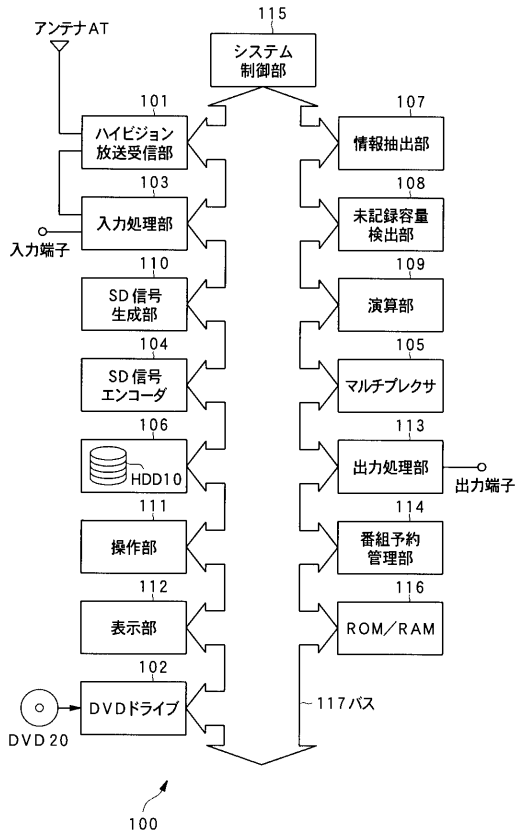 115
アンテナAT
システム
制御部
101
ハイビジョン
放送受信部
107
情報抽出部
103
入力処理部
入力端子
108
未記録容量
検出部
110
SD信号
生成部
109
演算部
104
SD信号
エンコーダ
105
マルチプレクサ
106
HDD10
113
出力処理部
出力端子
111
操作部
114
番組予約
管理部
112
表示部
116
ROM/RAM
102
DVDドライブ
DVD20
117バス
100